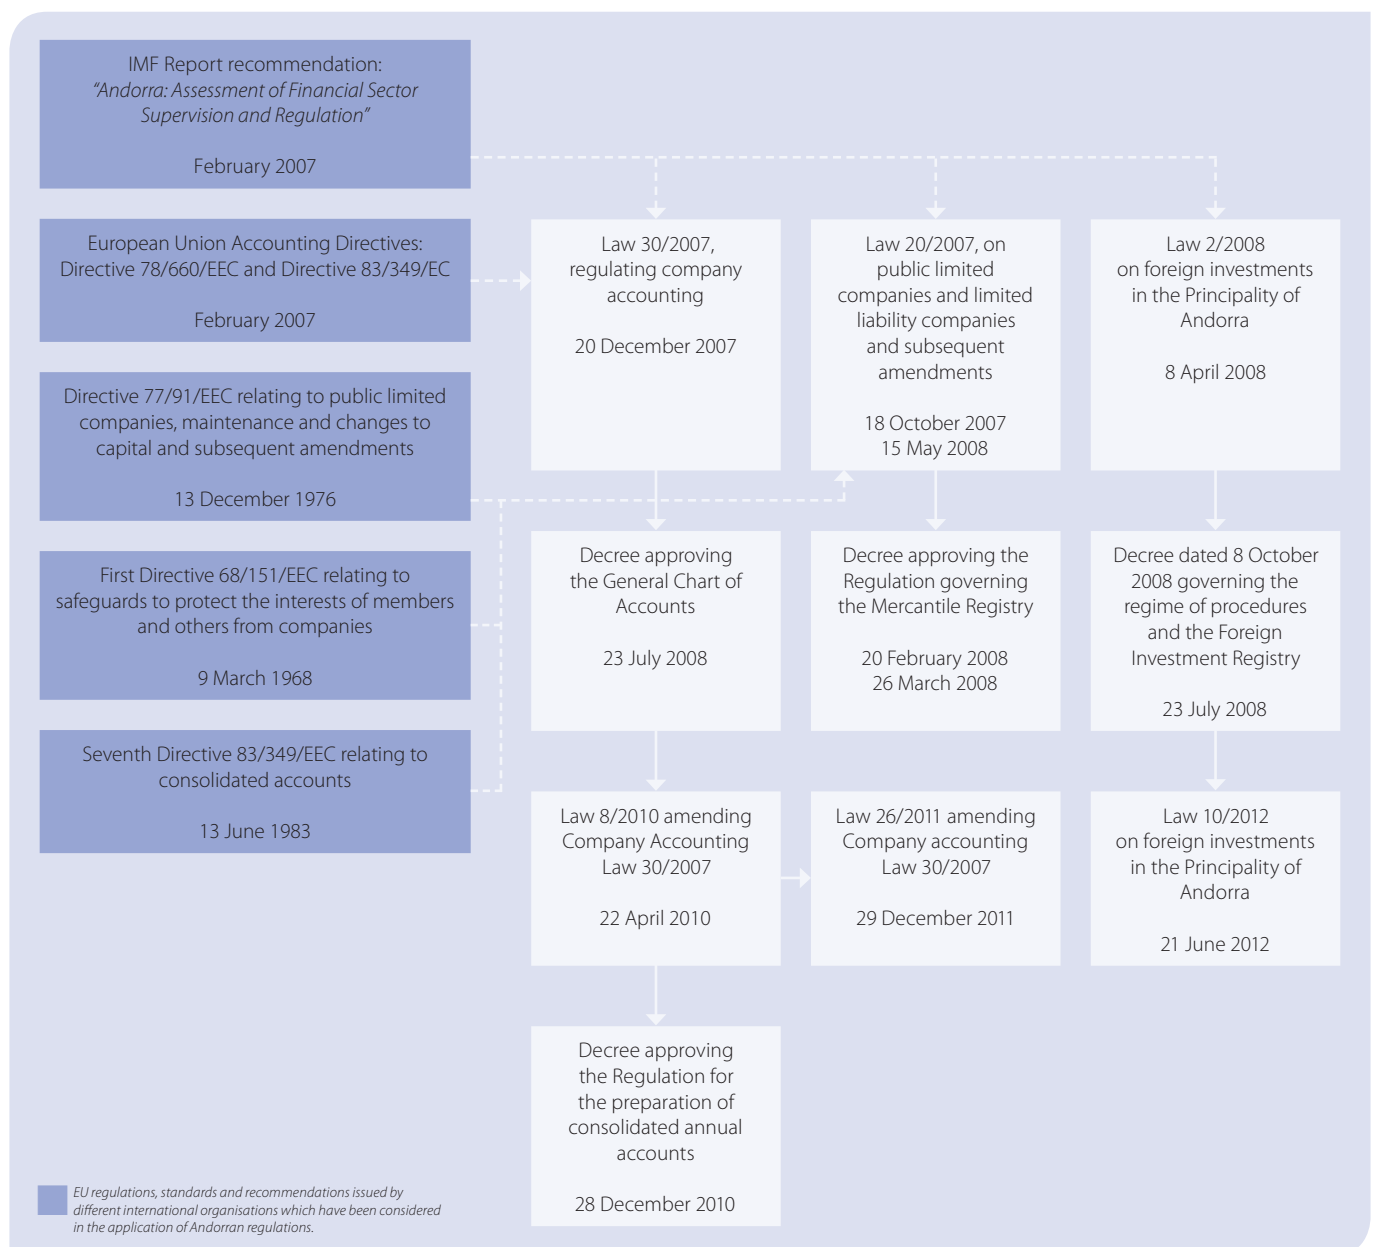 IMF Report recommendation:
“Andorra: Assessment of Financial Sector
Supervision and Regulation”
February 2007
European Union Accounting Directives:
Directive 78/660/EEC and Directive 83/349/EC
February 2007
Directive 77/91/EEC relating to public limited
companies, maintenance and changes to
capital and subsequent amendments
13 December 1976
First Directive 68/151/EEC relating to
safeguards to protect the interests of members
and others from companies
9 March 1968
Seventh Directive 83/349/EEC relating to
consolidated accounts
13 June 1983
Law 30/2007,
regulating company
accounting
20 December 2007
Law 20/2007, on
public limited
companies and limited
liability companies
and subsequent
amendments
18 October 2007
15 May 2008
Law 2/2008
on foreign investments
in the Principality of
Andorra
8 April 2008
Decree approving
the General Chart of
Accounts
23 July 2008
Decree approving the
Regulation governing
the Mercantile Registry
20 February 2008
26 March 2008
Decree dated 8 October
2008 governing the
regime of procedures
and the Foreign
Investment Registry
23 July 2008
Law 8/2010 amending
Company Accounting
Law 30/2007
22 April 2010
Law 26/2011 amending
Company accounting
Law 30/2007
29 December 2011
Law 10/2012
on foreign investments
in the Principality of
Andorra
21 June 2012
Decree approving
the Regulation for
the preparation of
consolidated annual
accounts
28 December 2010
EU regulations, standards and recommendations issued by
different international organisations which have been considered
in the application of Andorran regulations.